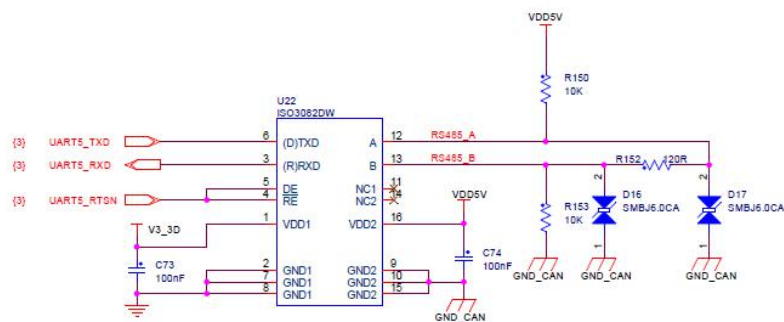 VDD5V
R150
10K
U22
ISO3082DW
{3} UART5_TXD 6 (D)TXD A 12 RS485_A
{3} UART5_RXD 3 (R)RXD B 13 RS485_B R152 120R
5 DE NC1 11
{3} UART5_RTSN 4 RE NC2 14
VDD5V
2 2
D16
SMBJ6.0CA
D17
SMBJ6.0CA
V3_3D 1 VDD1 VDD2 16
R153
10K
1 1
C73
100nF
C74
100nF
2 GND1 GND2 9
7 GND1 GND2 10
8 GND1 GND2 15
GND_CAN GND_CAN GND_CAN
GND_CAN